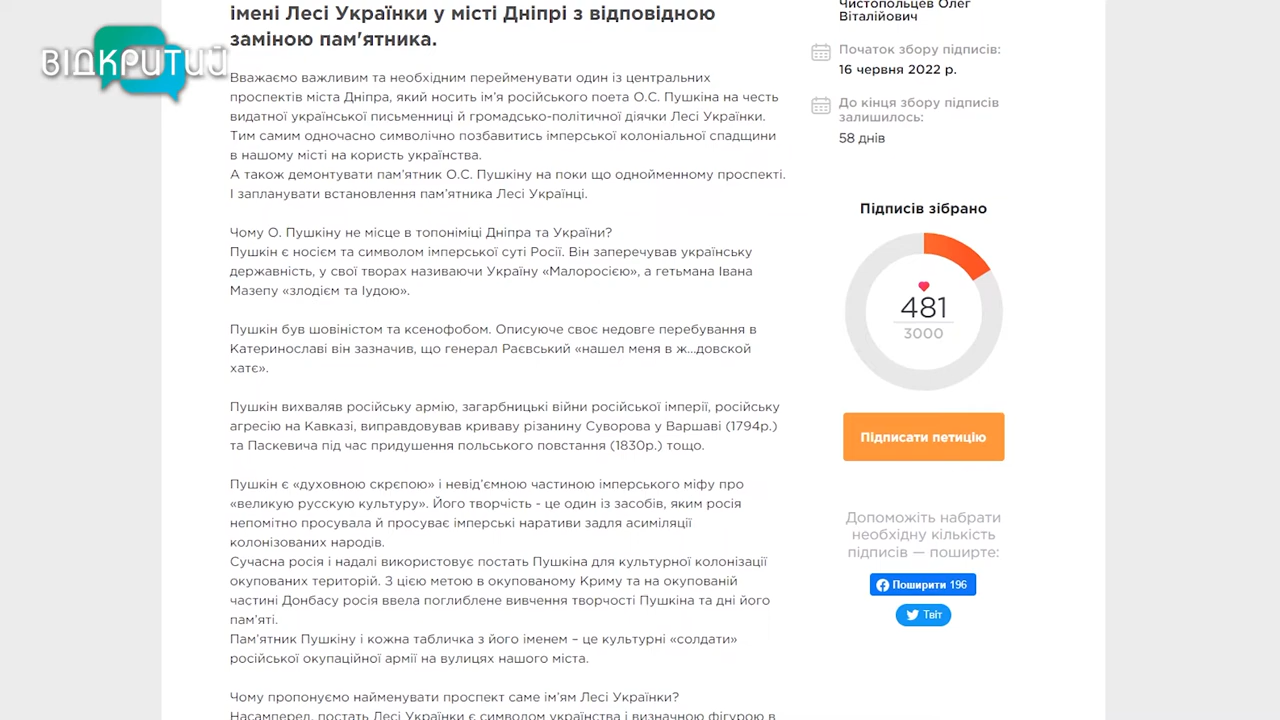 імені Лесі Українки у місті Дніпрі з відповідною
заміною пам'ятника.
ВІДКРИТИЙ
Вважаємо важливим та необхідним перейменувати один із центральних
проспектів міста Дніпра, який носить ім’я російського поета О.С. Пушкіна на честь
видатної української письменниці й громадсько-політичної діячки Лесі Українки.
Тим самим одночасно символічно позбавитись імперської колоніальної спадщини
в нашому місті на користь українства.
А також демонтувати пам’ятник О.С. Пушкіну на поки що однойменному проспекті.
І запланувати встановлення пам’ятника Лесі Українці.
Чому О. Пушкіну не місце в топоніміці Дніпра та України?
Пушкін є носієм та символом імперської суті Росії. Він заперечував українську
державність, у свої творах називаючи Україну «Малоросією», а гетьмана Івана
Мазепу «злодієм та Іудою».
Пушкін був шовіністом та ксенофобом. Описуюче своє недовге перебування в
Катеринославі він зазначив, що генерал Раєвський «нашел меня в ж...довской
хатє».
Пушкін вихваляв російську армію, загарбницькі війни російської імперії, російську
агресію на Кавказі, виправдовував криваву різанину Суворова у Варшаві (1794р.)
та Паскевича під час придушення польського повстання (1830р.) тощо.
Пушкін є «духовною скрєпою» і невід’ємною частиною імперського міфу про
«великую русскую культуру». Його творчість - це один із засобів, яким росія
непомітно просувала й просуває імперські наративи задля асиміляції
колонізованих народів.
Сучасна росія і надалі використовує постать Пушкіна для культурної колонізації
окупованих територій. З цією метою в окупованому Криму та на окупованій
частині Донбасу росія ввела поглиблене вивчення творчості Пушкіна та дні його
пам’яті.
Пам’ятник Пушкіну і кожна табличка з його іменем – це культурні «солдати»
російської окупаційної армії на вулицях нашого міста.
Чому пропонуємо найменувати проспект саме ім’ям Лесі Українки?
Насамперед, постать Лесі Українки є символом українства і визначною фігурою в
Чистопольцев Олег
Віталійович
Початок збору підписів:
16 червня 2022 р.
До кінця збору підписів
залишилось:
58 днів
Підписів зібрано
481
3000
Підписати петицію
Допоможіть набрати
необхідну кількість
підписів — поширте:
Поширити 196
Твіт